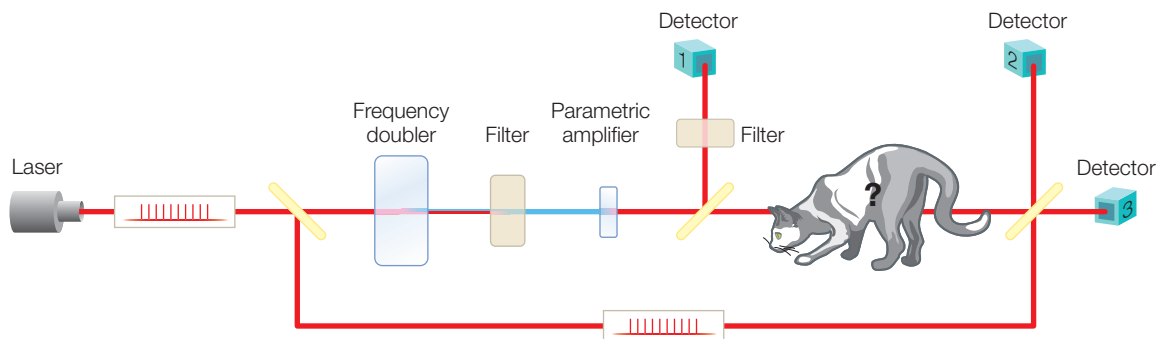 Detector
1
Detector
2
Frequency
doubler
Filter
Parametric
amplifier
Filter
Laser
?
Detector
3